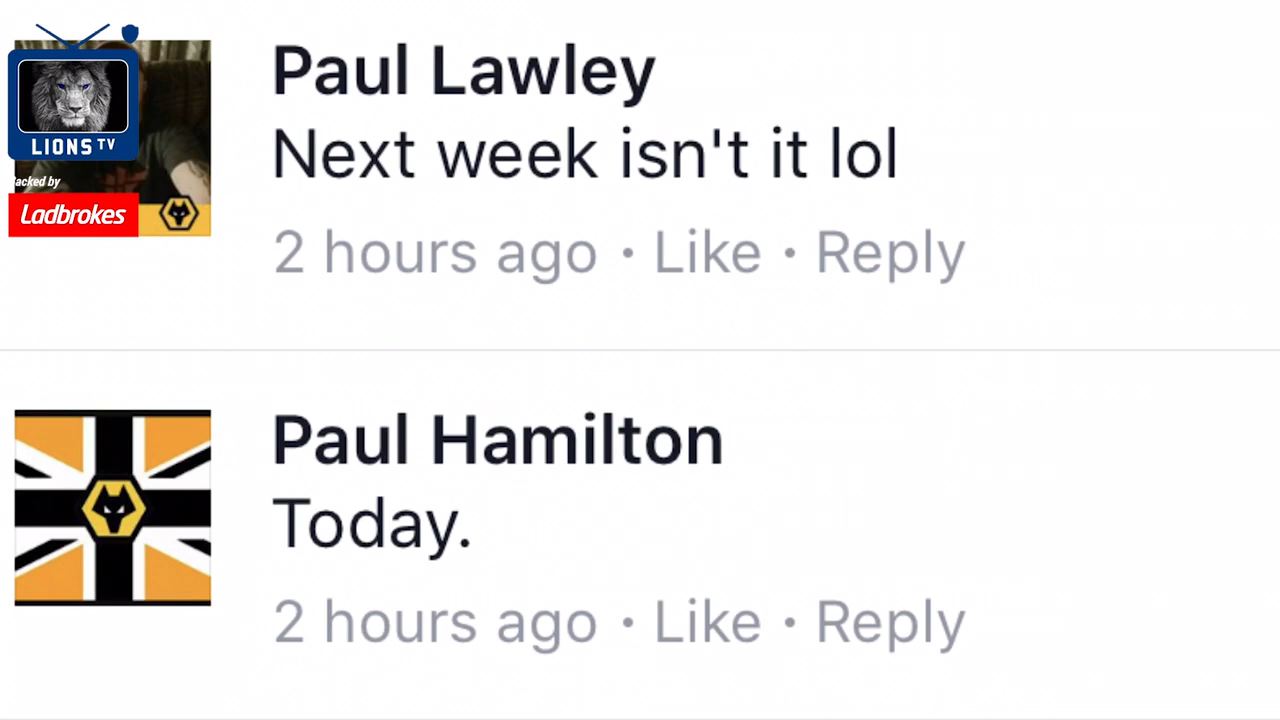 LIONS TV
acked by
Ladbrokes
Paul Lawley
Next week isn't it lol
2 hours ago · Like · Reply
Paul Hamilton
Today.
2 hours ago · Like · Reply